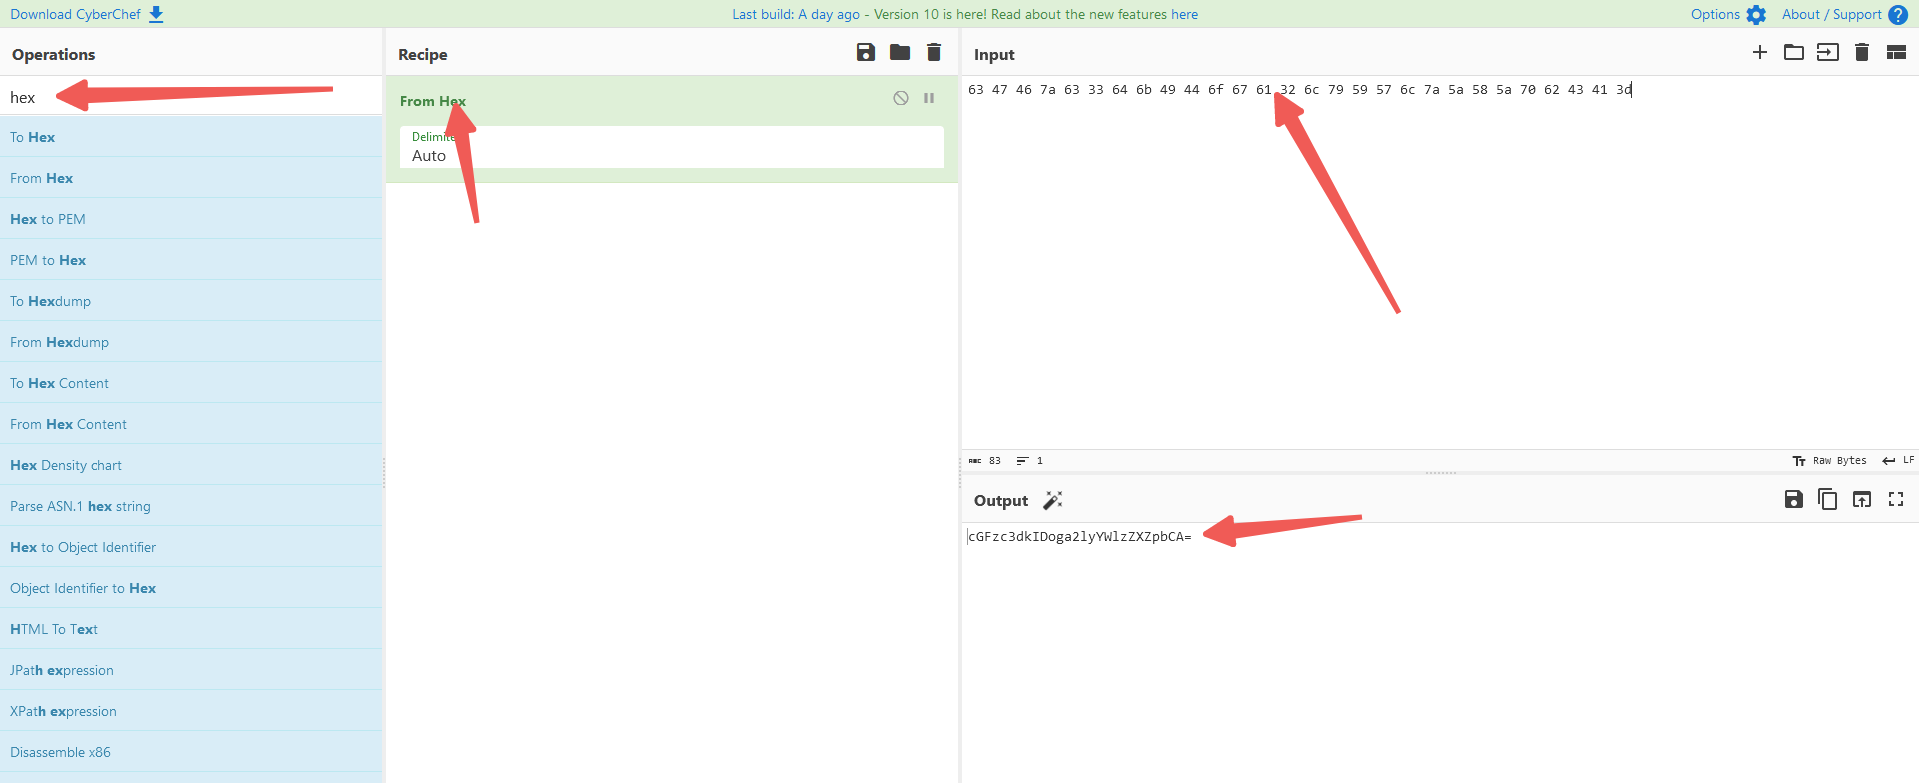 Download CyberChef
Last build: A day ago - Version 10 is here! Read about the new features here
Options
About / Support
Operations
hex
To Hex
From Hex
Hex to PEM
PEM to Hex
To Hexdump
From Hexdump
To Hex Content
From Hex Content
Hex Density chart
Parse ASN.1 hex string
Hex to Object Identifier
Object Identifier to Hex
HTML To Text
JPath expression
XPath expression
Disassemble x86
Recipe
From Hex
Delimite
Auto
Input
63 47 46 7a 63 33 64 6b 49 44 6f 67 61 32 6c 79 59 57 6c 7a 5a 58 5a 70 62 43 41 3d
ABC 83 1
Tт Raw Bytes LF
Output
cGFzc3dkIDoga2lyYWlzZXZpbCA=